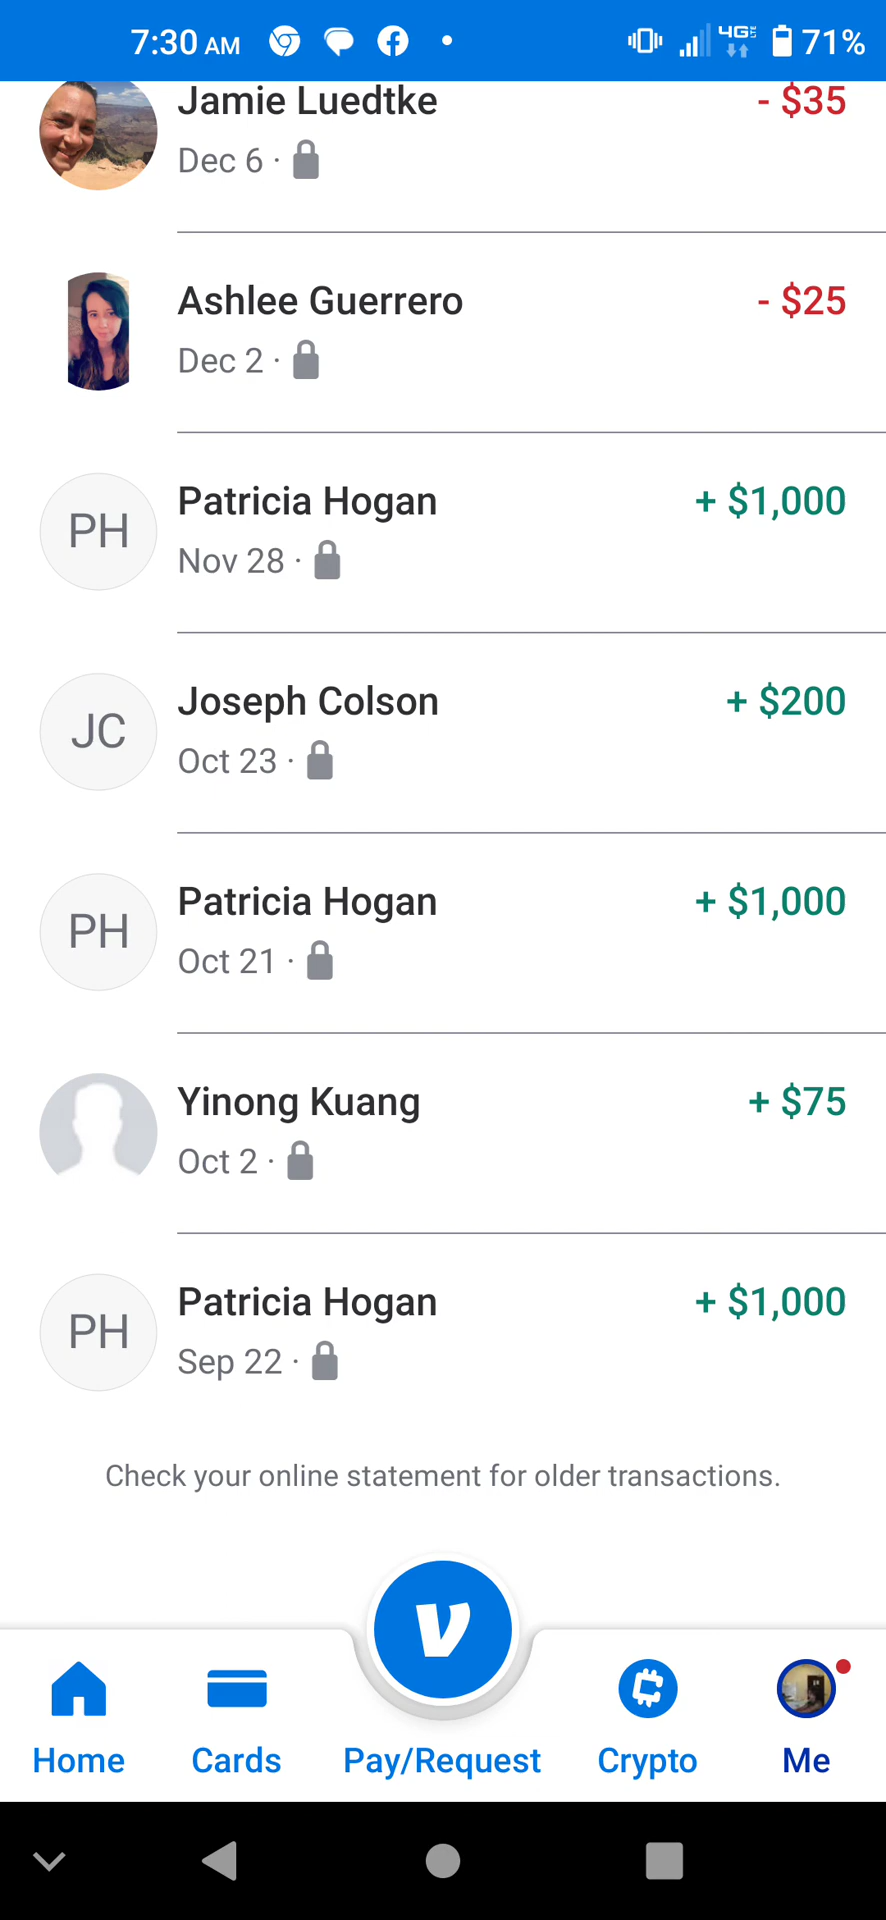 7:30 AM 4G LTE 71%
Jamie Luedtke - $35
Dec 6 ·
Ashlee Guerrero - $25
Dec 2 ·
PH Patricia Hogan + $1,000
Nov 28 ·
JC Joseph Colson + $200
Oct 23 ·
PH Patricia Hogan + $1,000
Oct 21 ·
Yinong Kuang + $75
Oct 2 ·
PH Patricia Hogan + $1,000
Sep 22 ·
Check your online statement for older transactions.
Home Cards Pay/Request Crypto Me